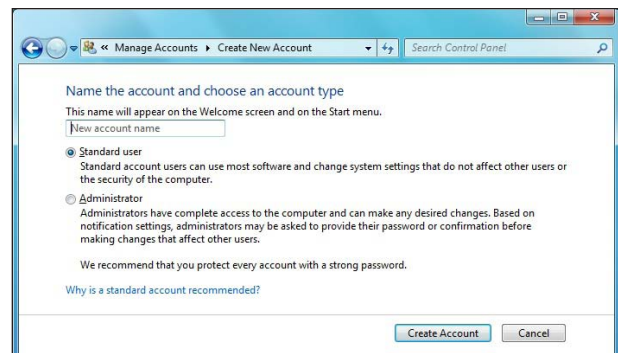 « Manage Accounts ▸ Create New Account
Search Control Panel
Name the account and choose an account type
This name will appear on the Welcome screen and on the Start menu.
New account name
Standard user
Standard account users can use most software and change system settings that do not affect other users or
the security of the computer.
Administrator
Administrators have complete access to the computer and can make any desired changes. Based on
notification settings, administrators may be asked to provide their password or confirmation before
making changes that affect other users.
We recommend that you protect every account with a strong password.
Why is a standard account recommended?
Create Account
Cancel